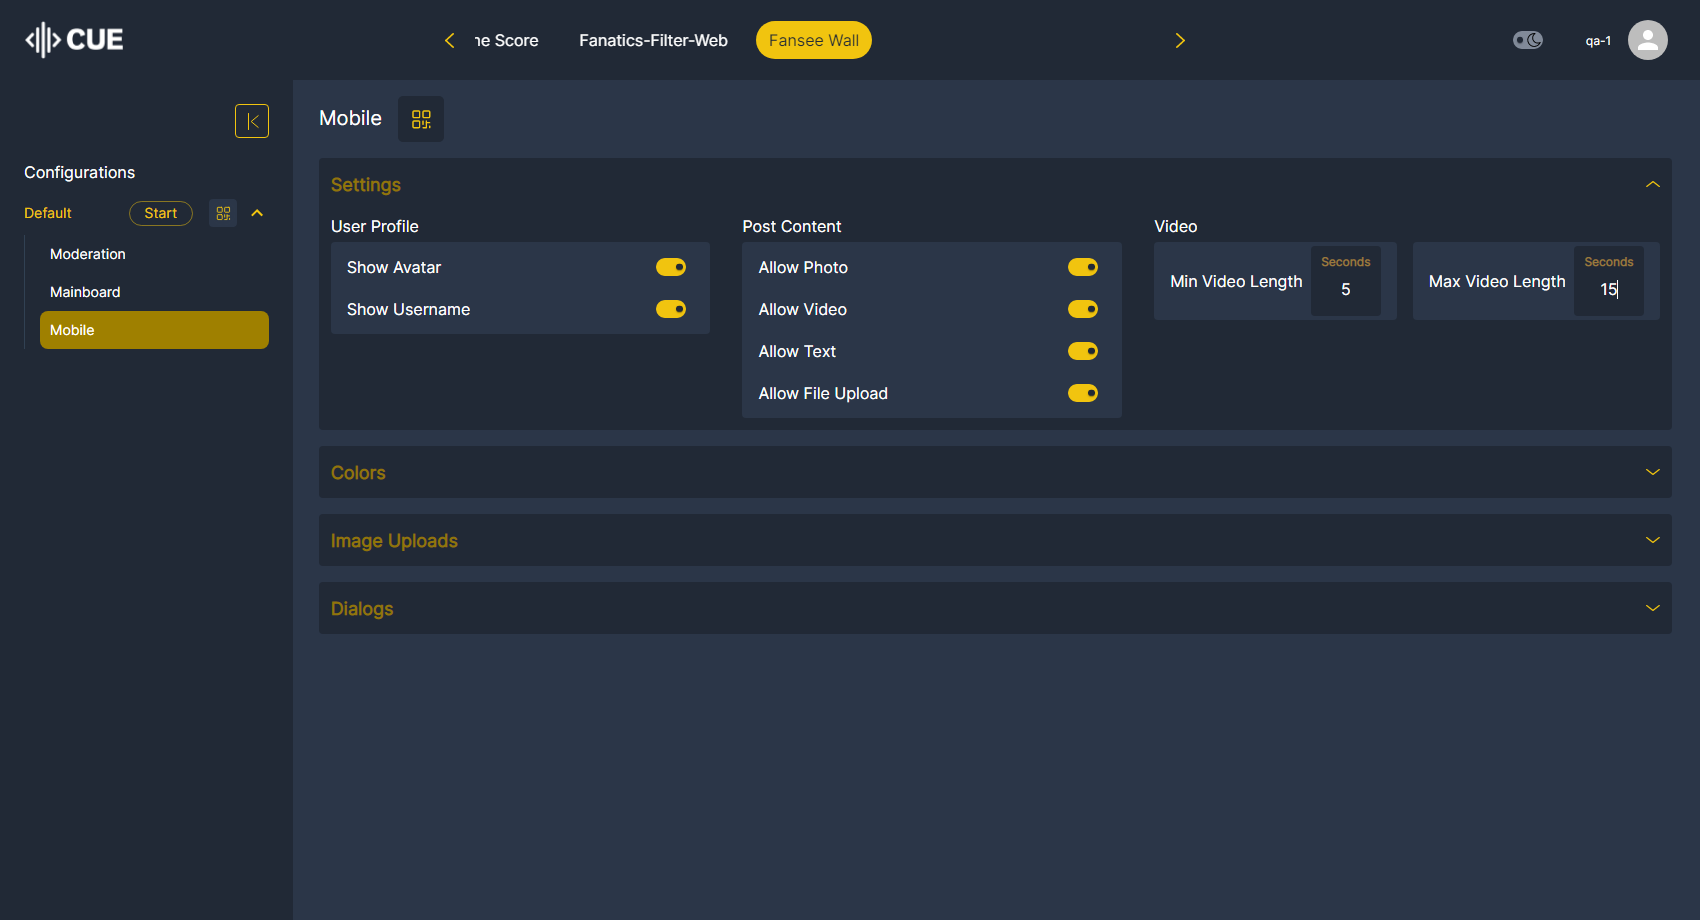 CUE
ne Score
Fanatics-Filter-Web
Fansee Wall
qa-1
Configurations
Default
Start
Moderation
Mainboard
Mobile
Mobile
Settings
User Profile
Show Avatar
Show Username
Post Content
Allow Photo
Allow Video
Allow Text
Allow File Upload
Video
Min Video Length
Seconds
5
Max Video Length
Seconds
15
Colors
Image Uploads
Dialogs